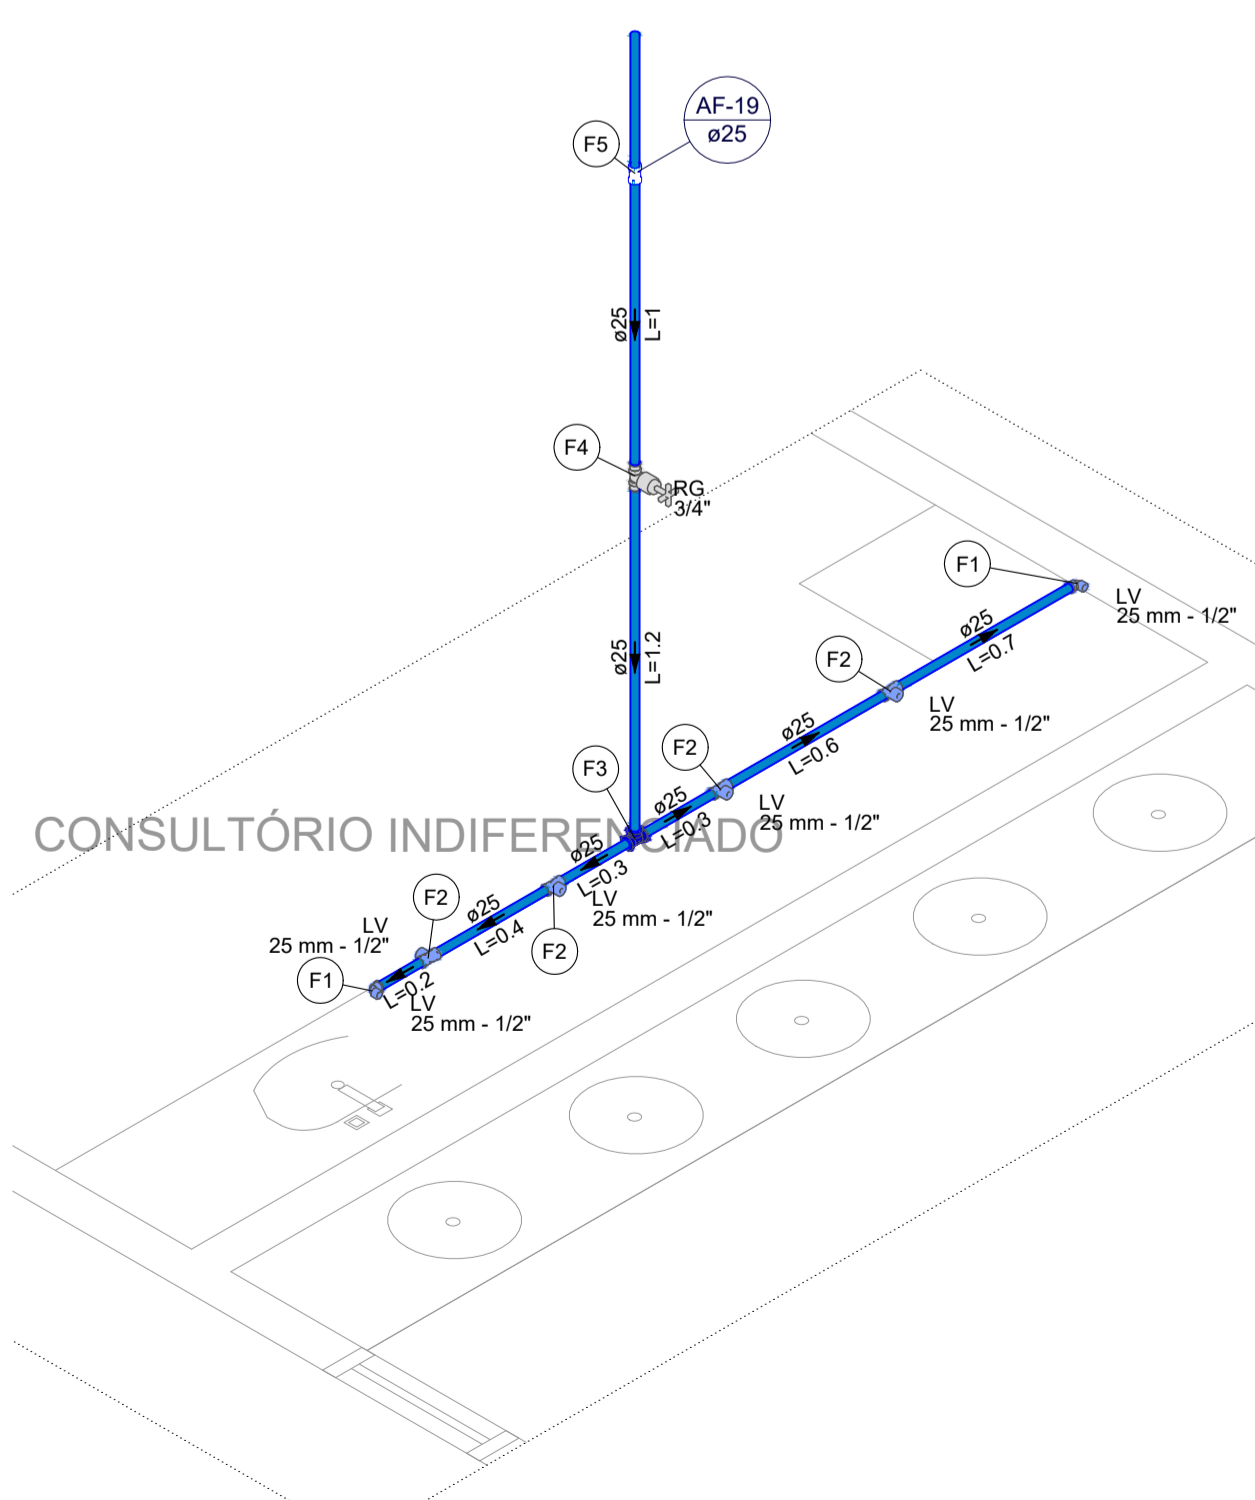 AF-19
ø25
F5
ø25
L=1
F4
RG
3/4"
F1
LV
25 mm - 1/2"
ø25
L=1.2
ø25
L=0.7
F2
LV
25 mm - 1/2"
ø25
L=0.6
F2
F3
LV
25 mm - 1/2"
ø25
L=0.3
CONSULTÓRIO INDIFERENCIADO
ø25
L=0.3
LV
25 mm - 1/2"
F2
F2
ø25
L=0.4
LV
25 mm - 1/2"
F1
L=0.2
LV
25 mm - 1/2"